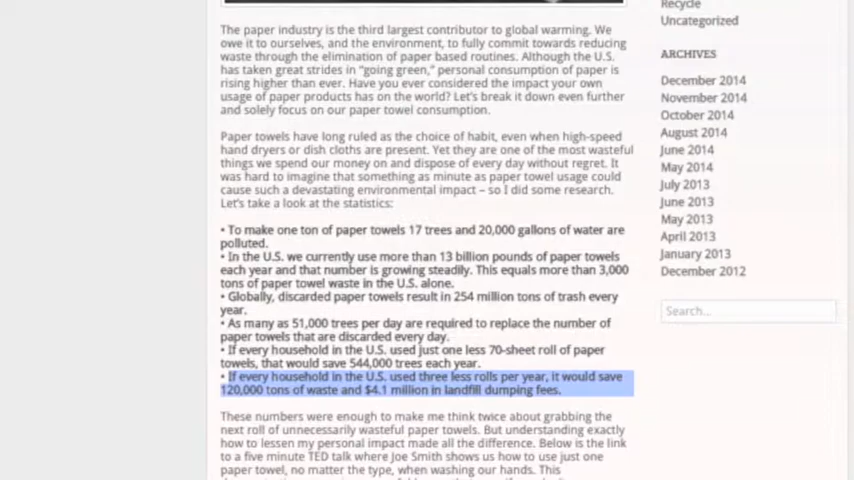 Recycle
Uncategorized
ARCHIVES
December 2014
November 2014
October 2014
August 2014
June 2014
May 2014
July 2013
June 2013
May 2013
April 2013
January 2013
December 2012
Search...
The paper industry is the third largest contributor to global warming. We
owe it to ourselves, and the environment, to fully commit towards reducing
waste through the elimination of paper based routines. Although the U.S.
has taken great strides in “going green,” personal consumption of paper is
rising higher than ever. Have you ever considered the impact your own
usage of paper products has on the world? Let’s break it down even further
and solely focus on our paper towel consumption.
Paper towels have long ruled as the choice of habit, even when high-speed
hand dryers or dish cloths are present. Yet they are one of the most wasteful
things we spend our money on and dispose of every day without regret. It
was hard to imagine that something as minute as paper towel usage could
cause such a devastating environmental impact – so I did some research.
Let’s take a look at the statistics:
• To make one ton of paper towels 17 trees and 20,000 gallons of water are
polluted.
• In the U.S. we currently use more than 13 billion pounds of paper towels
each year and that number is growing steadily. This equals more than 3,000
tons of paper towel waste in the U.S. alone.
• Globally, discarded paper towels result in 254 million tons of trash every
year.
• As many as 51,000 trees per day are required to replace the number of
paper towels that are discarded every day.
• If every household in the U.S. used just one less 70-sheet roll of paper
towels, that would save 544,000 trees each year.
• If every household in the U.S. used three less rolls per year, it would save
120,000 tons of waste and $4.1 million in landfill dumping fees.
These numbers were enough to make me think twice about grabbing the
next roll of unnecessarily wasteful paper towels. But understanding exactly
how to lessen my personal impact made all the difference. Below is the link
to a five minute TED talk where Joe Smith shows us how to use just one
paper towel, no matter the type, when washing our hands. This